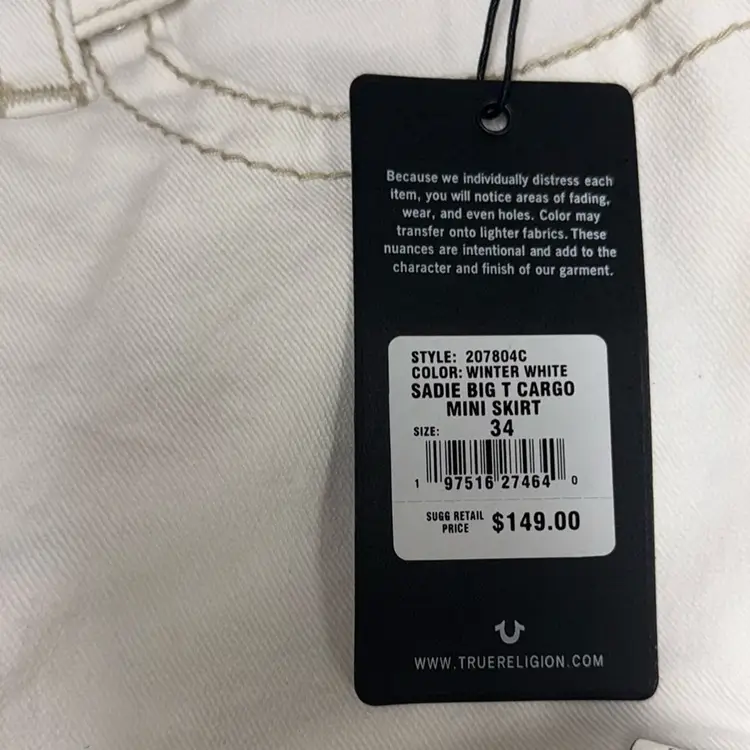 Because we individually distress each
item, you will notice areas of fading,
wear, and even holes. Color may
transfer onto lighter fabrics. These
nuances are intentional and add to the
character and finish of our garment.
STYLE: 207804C
COLOR: WINTER WHITE
SADIE BIG T CARGO
MINI SKIRT
SIZE: 34
1 97516 27464 0
SUGG RETAIL
PRICE $149.00
WWW.TRUERELIGION.COM